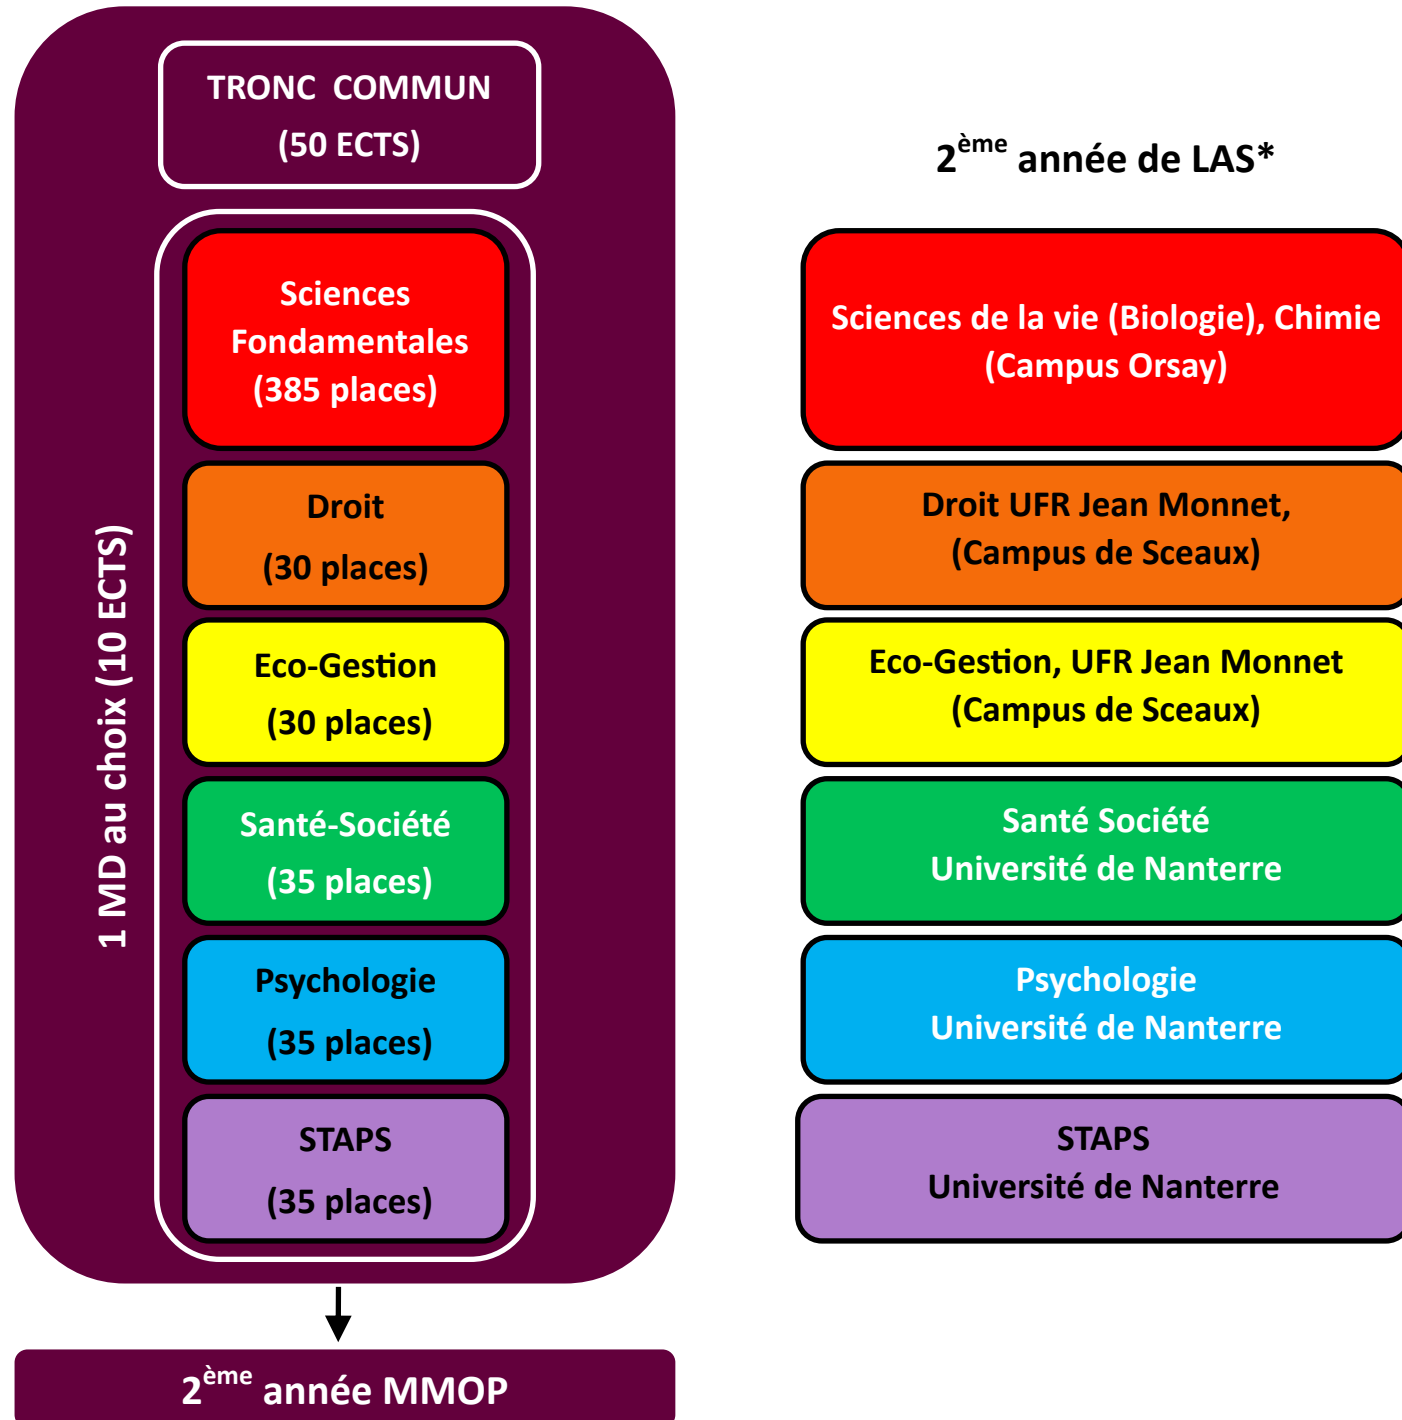 TRONC COMMUN
(50 ECTS)
1 MD au choix (10 ECTS)
Sciences
Fondamentales
(385 places)
Droit
(30 places)
Eco-Gestion
(30 places)
Santé-Société
(35 places)
Psychologie
(35 places)
STAPS
(35 places)
2ème année MMOP
2ème année de LAS*
Sciences de la vie (Biologie), Chimie
(Campus Orsay)
Droit UFR Jean Monnet,
(Campus de Sceaux)
Eco-Gestion, UFR Jean Monnet
(Campus de Sceaux)
Santé Société
Université de Nanterre
Psychologie
Université de Nanterre
STAPS
Université de Nanterre